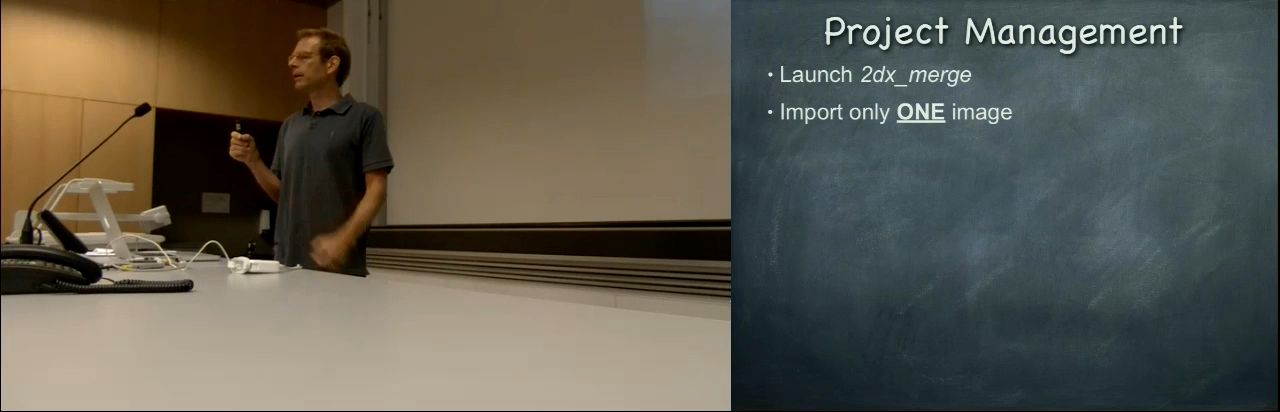 Project Management
• Launch 2dx_merge
• Import only ONE image